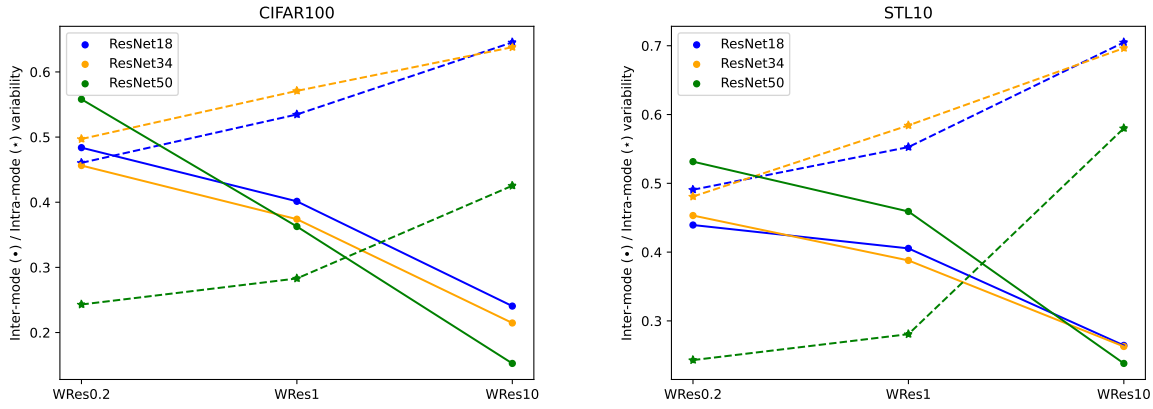 CIFAR100
Inter-mode (•) / Intra-mode (⋆) variability
0.6
0.5
0.4
0.3
0.2
ResNet18
ResNet34
ResNet50
WRes0.2
WRes1
WRes10
STL10
Inter-mode (•) / Intra-mode (⋆) variability
0.7
0.6
0.5
0.4
0.3
ResNet18
ResNet34
ResNet50
WRes0.2
WRes1
WRes10